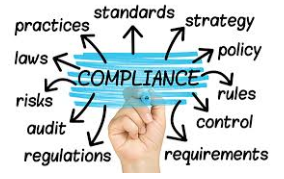 standards
practices
strategy
laws
policy
COMPLIANCE
risks
rules
audit
control
regulations
requirements